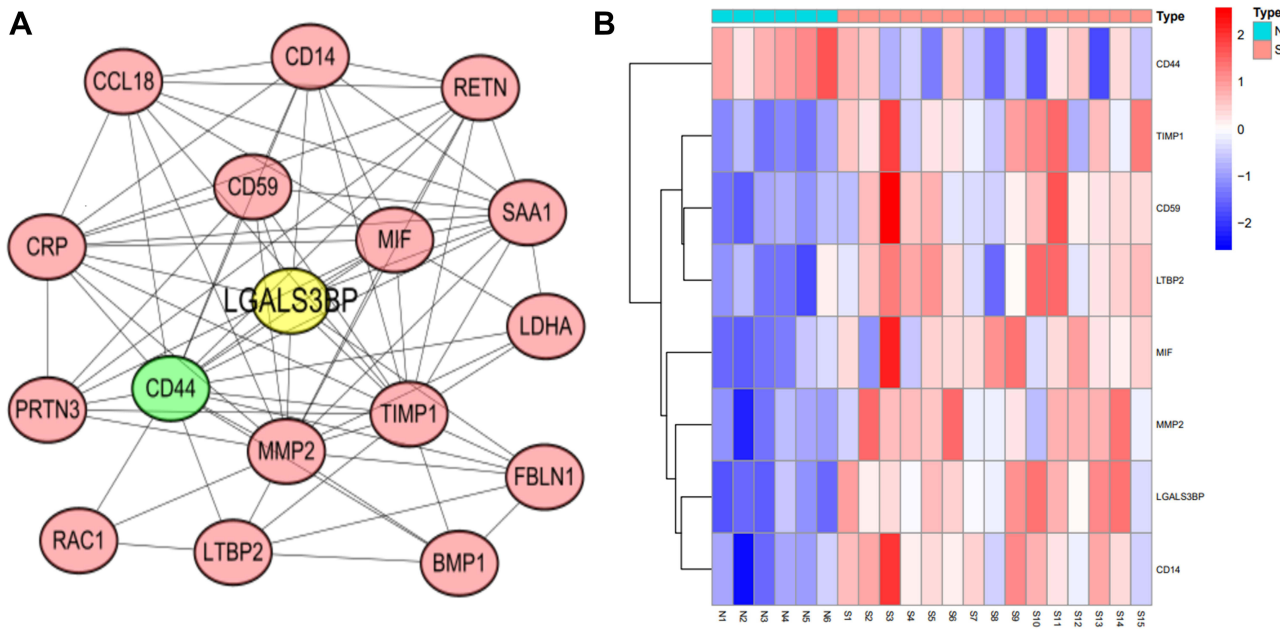 A
CD14
CCL18
RETN
CD59
SAA1
MIF
CRP
LGALS3BP
LDHA
CD44
PRTN3
TIMP1
MMP2
FBLN1
RAC1
LTBP2
BMP1
B
Type
Type
N
S
CD44
TIMP1
CD59
LTBP2
MIF
MMP2
LGALS3BP
CD14
2
1
0
−1
−2
N1 N2 N3 N4 N5 N6 S1 S2 S3 S4 S5 S6 S7 S8 S9 S10 S11 S12 S13 S14 S15